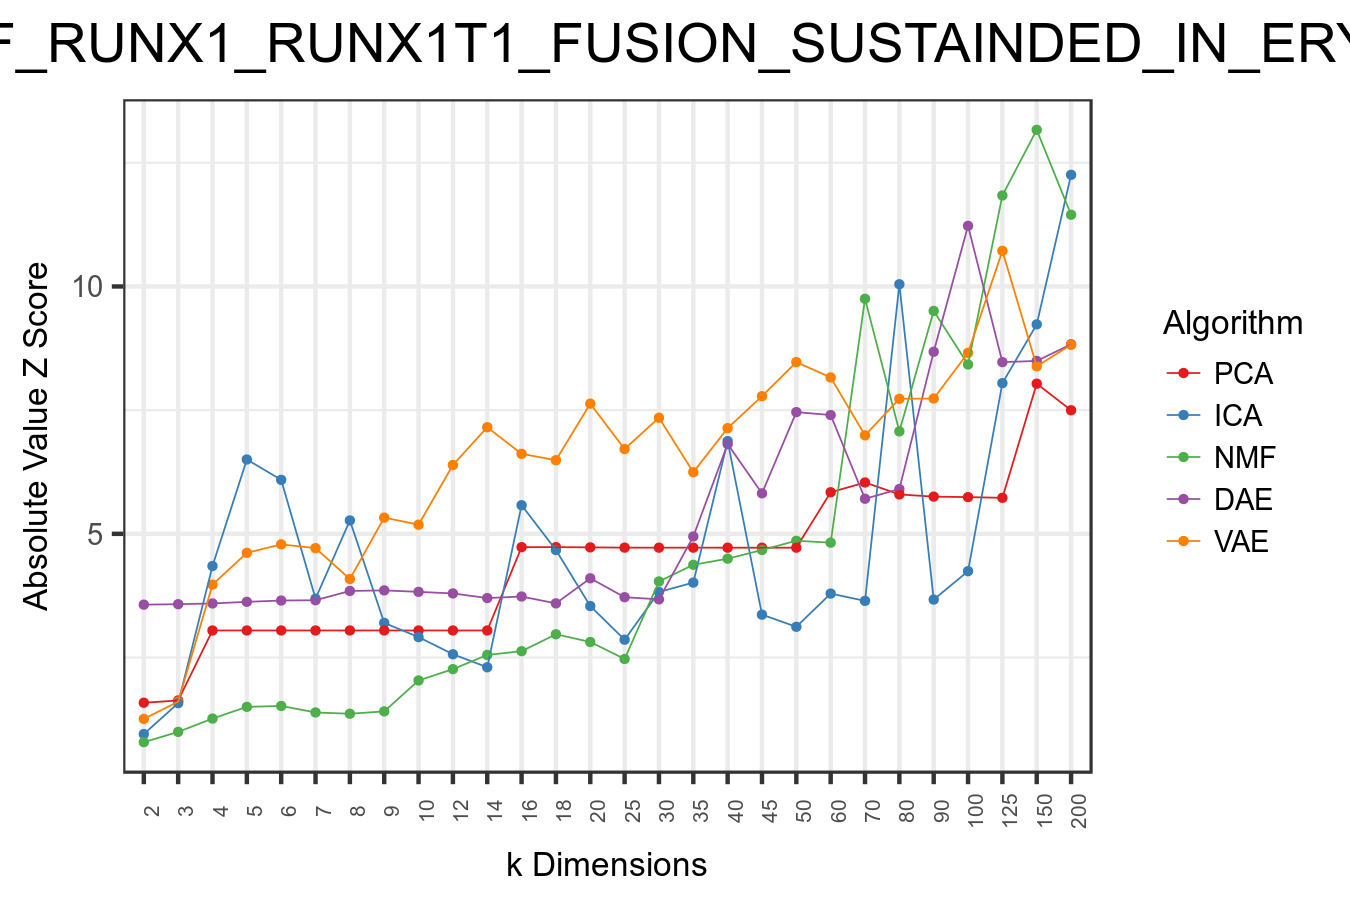 F_RUNX1_RUNX1T1_FUSION_SUSTAINDED_IN_ERY
10
5
Absolute Value Z Score
2 3 4 5 6 7 8 9 10 12 14 16 18 20 25 30 35 40 45 50 60 70 80 90 100 125 150 200
k Dimensions
Algorithm
PCA
ICA
NMF
DAE
VAE